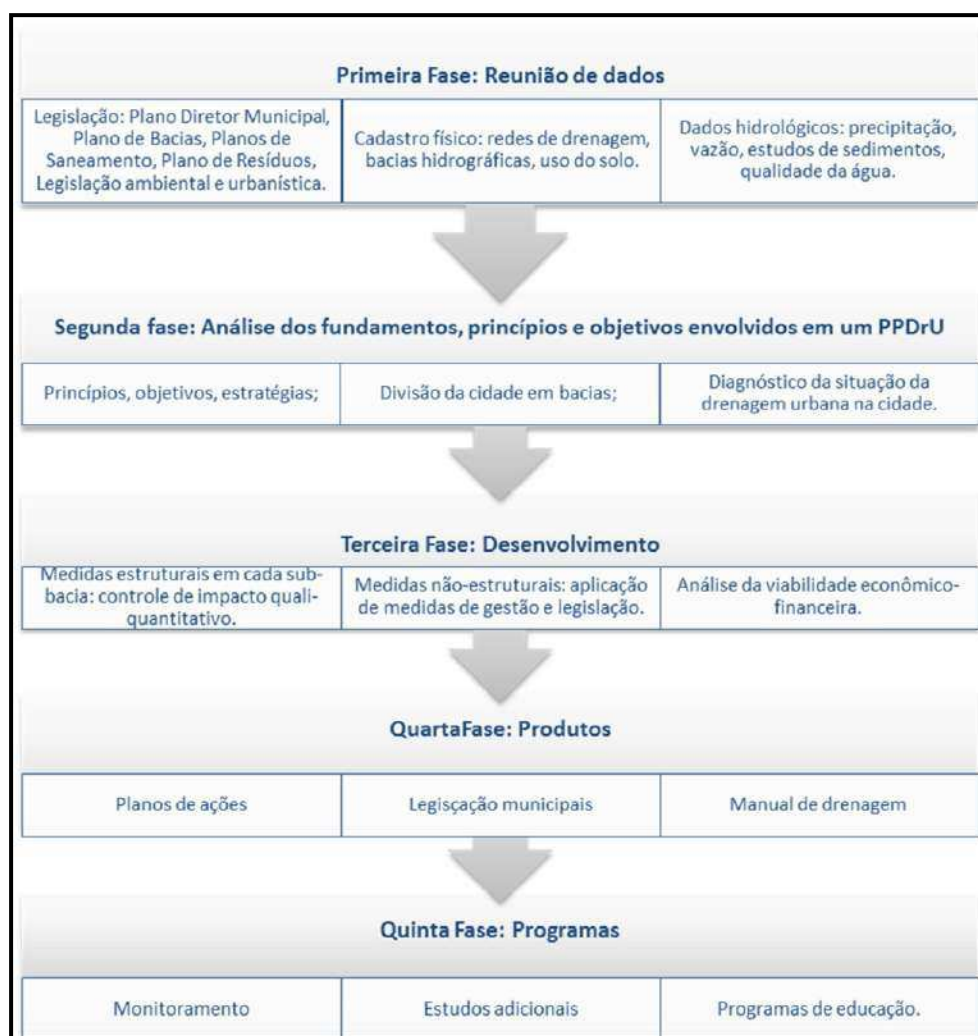 Primeira Fase: Reunião de dados
Legislação: Plano Diretor Municipal,
Plano de Bacias, Planos de
Saneamento, Plano de Resíduos,
Legislação ambiental e urbanística.
Cadastro físico: redes de drenagem,
bacias hidrográficas, uso do solo.
Dados hidrológicos: precipitação,
vazão, estudos de sedimentos,
qualidade da água.
Segunda fase: Análise dos fundamentos, princípios e objetivos envolvidos em um PPDrU
Princípios, objetivos, estratégias;
Divisão da cidade em bacias;
Diagnóstico da situação da
drenagem urbana na cidade.
Terceira Fase: Desenvolvimento
Medidas estruturais em cada sub-
bacia: controle de impacto quali-
quantitativo.
Medidas não-estruturais: aplicação
de medidas de gestão e legislação.
Análise da viabilidade econômico-
financeira.
QuartaFase: Produtos
Planos de ações
Legisçação municipais
Manual de drenagem
Quinta Fase: Programas
Monitoramento
Estudos adicionais
Programas de educação.